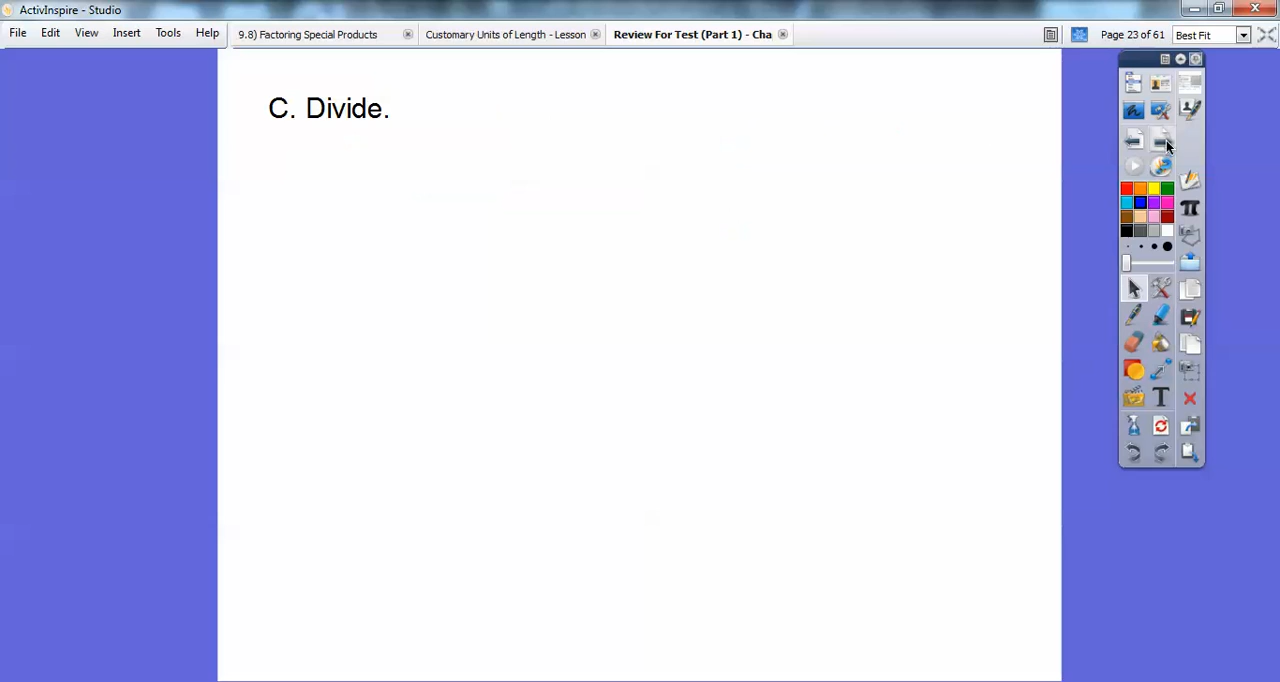 ActivInspire - Studio
File Edit View Insert Tools Help
9.8) Factoring Special Products
Customary Units of Length - Lesson
Review For Test (Part 1) - Cha
Page 23 of 61
Best Fit
C. Divide.